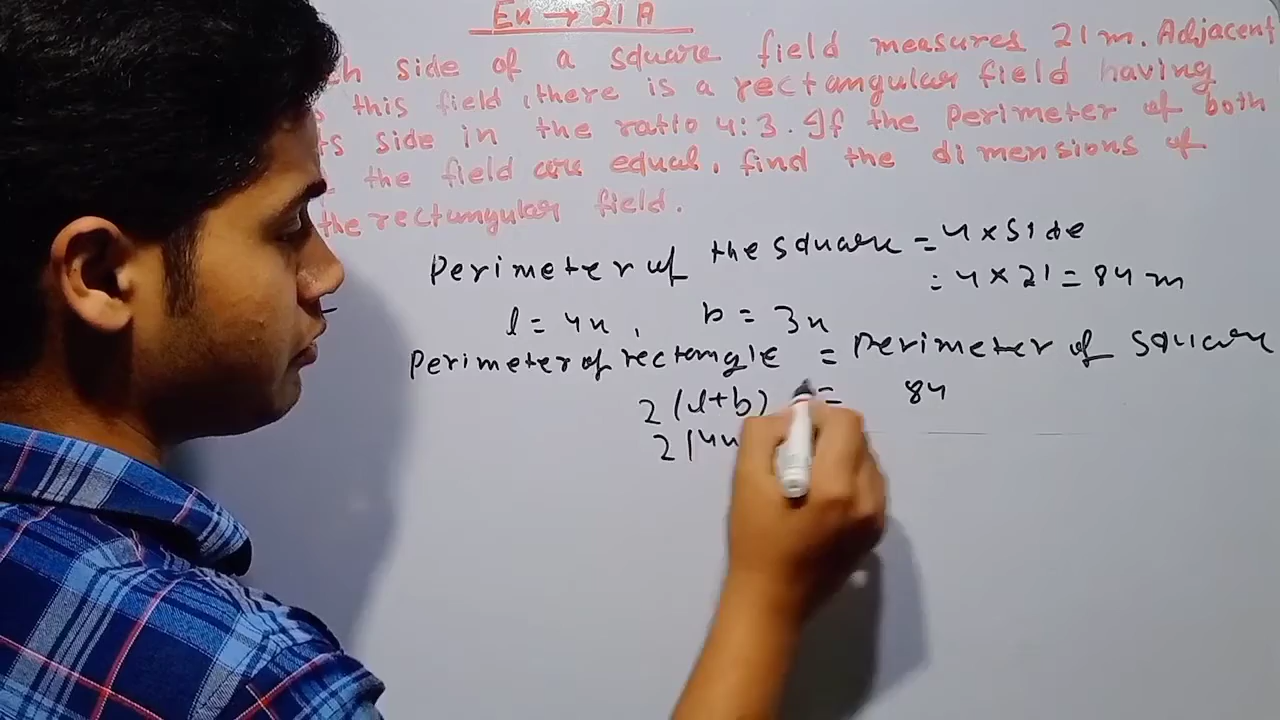 Ex → 21 A
side of a square field measures 21 m. Adjacent
this field, there is a rectangular field having
side in the ratio 4:3. If the perimeter of both
the field are equal, find the dimensions of
the rectangular field.
Perimeter of the square = 4 × side
= 4 × 21 = 84 m
l = 4x, b = 3x
Perimeter of rectangle = Perimeter of square
2(l+b) = 84
2(4x